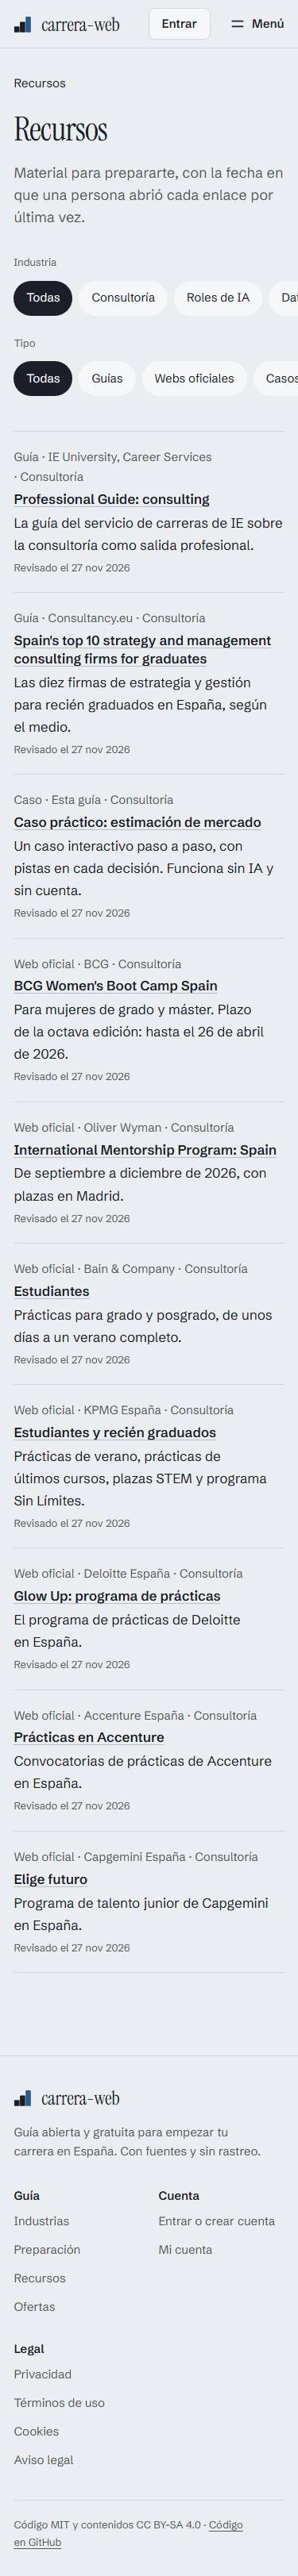 carrera-web
Entrar
Menú
Recursos
Recursos
Material para prepararte, con la fecha en
que una persona abrió cada enlace por
última vez.
Industria
Todas
Consultoría
Roles de IA
Dat
Tipo
Todas
Guías
Webs oficiales
Casos
Guía · IE University, Career Services
· Consultoría
Professional Guide: consulting
La guía del servicio de carreras de IE sobre
la consultoría como salida profesional.
Revisado el 27 nov 2026
Guía · Consultancy.eu · Consultoría
Spain's top 10 strategy and management
consulting firms for graduates
Las diez firmas de estrategia y gestión
para recién graduados en España, según
el medio.
Revisado el 27 nov 2026
Caso · Esta guía · Consultoría
Caso práctico: estimación de mercado
Un caso interactivo paso a paso, con
pistas en cada decisión. Funciona sin IA y
sin cuenta.
Revisado el 27 nov 2026
Web oficial · BCG · Consultoría
BCG Women's Boot Camp Spain
Para mujeres de grado y máster. Plazo
de la octava edición: hasta el 26 de abril
de 2026.
Revisado el 27 nov 2026
Web oficial · Oliver Wyman · Consultoría
International Mentorship Program: Spain
De septiembre a diciembre de 2026, con
plazas en Madrid.
Revisado el 27 nov 2026
Web oficial · Bain & Company · Consultoría
Estudiantes
Prácticas para grado y posgrado, de unos
días a un verano completo.
Revisado el 27 nov 2026
Web oficial · KPMG España · Consultoría
Estudiantes y recién graduados
Prácticas de verano, prácticas de
últimos cursos, plazas STEM y programa
Sin Límites.
Revisado el 27 nov 2026
Web oficial · Deloitte España · Consultoría
Glow Up: programa de prácticas
El programa de prácticas de Deloitte
en España.
Revisado el 27 nov 2026
Web oficial · Accenture España · Consultoría
Prácticas en Accenture
Convocatorias de prácticas de Accenture
en España.
Revisado el 27 nov 2026
Web oficial · Capgemini España · Consultoría
Elige futuro
Programa de talento junior de Capgemini
en España.
Revisado el 27 nov 2026
carrera-web
Guía abierta y gratuita para empezar tu
carrera en España. Con fuentes y sin rastreo.
Guía
Industrias
Preparación
Recursos
Ofertas
Cuenta
Entrar o crear cuenta
Mi cuenta
Legal
Privacidad
Términos de uso
Cookies
Aviso legal
Código MIT y contenidos CC BY-SA 4.0 · Código
en GitHub